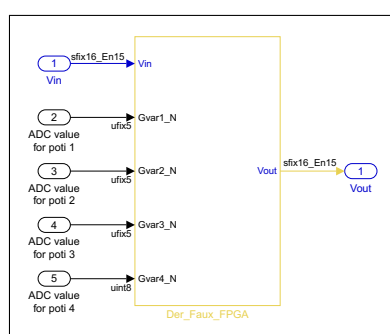 sfix16_En15
1
Vin
Vin
2
ADC value
for poti 1
ufix5
Gvar1_N
3
ADC value
for poti 2
ufix5
Gvar2_N
Vout
sfix16_En15
1
Vout
4
ADC value
for poti 3
ufix5
Gvar3_N
5
ADC value
for poti 4
uint8
Gvar4_N
Der_Faux_FPGA